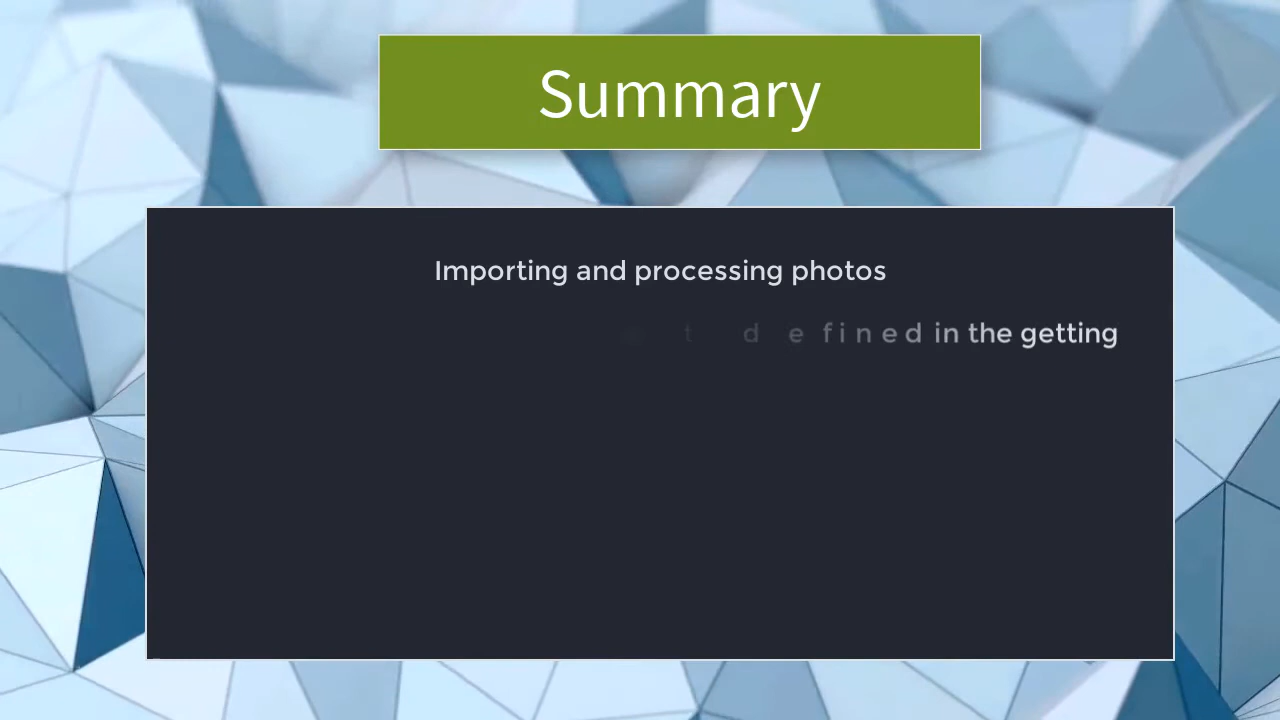 Summary
Importing and processing photos
defined in the getting